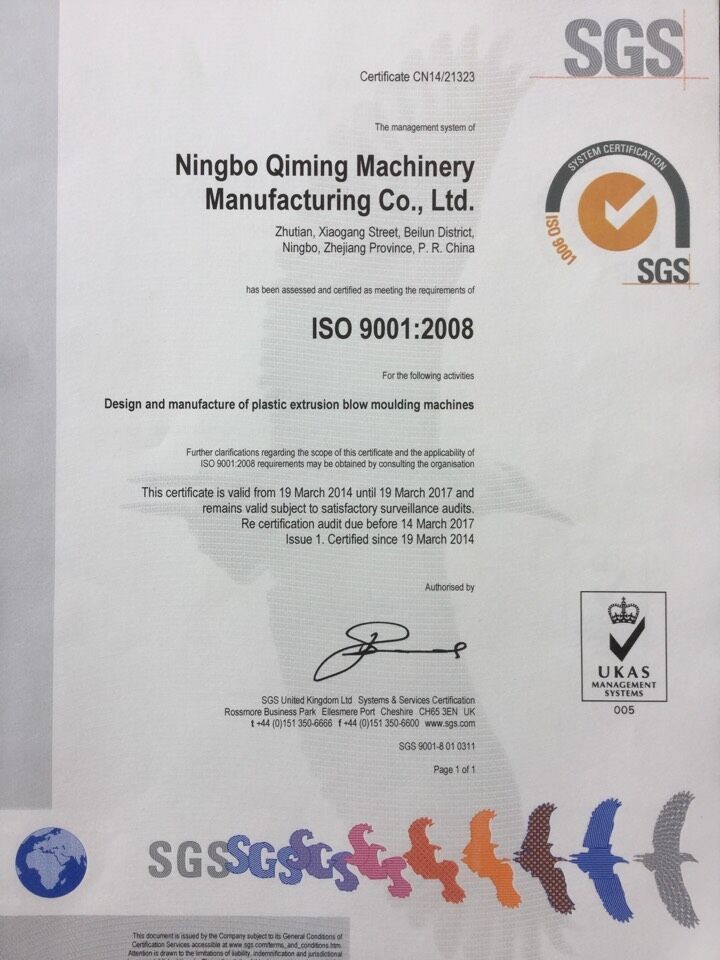 SGS
Certificate CN14/21323
The management system of
Ningbo Qiming Machinery
Manufacturing Co., Ltd.
Zhutian, Xiaogang Street, Beilun District,
Ningbo, Zhejiang Province, P. R. China
SYSTEM CERTIFICATION
ISO 9001
SGS
has been assessed and certified as meeting the requirements of
ISO 9001:2008
For the following activities
Design and manufacture of plastic extrusion blow moulding machines
Further clarifications regarding the scope of this certificate and the applicability of
ISO 9001:2008 requirements may be obtained by consulting the organisation
This certificate is valid from 19 March 2014 until 19 March 2017 and
remains valid subject to satisfactory surveillance audits.
Re certification audit due before 14 March 2017
Issue 1. Certified since 19 March 2014
Authorised by
UKAS
MANAGEMENT
SYSTEMS
005
SGS United Kingdom Ltd Systems & Services Certification
Rossmore Business Park Ellesmere Port Cheshire CH65 3EN UK
t +44 (0)151 350-6666 f +44 (0)151 350-6600 www.sgs.com
SGS 9001-8 01 0311
Page 1 of 1
SGS SGS SGS
This document is issued by the Company subject to its General Conditions of
Certification Services accessible at www.sgs.com/terms_and_conditions.htm.
Attention is drawn to the limitations of liability, indemnification and jurisdictional